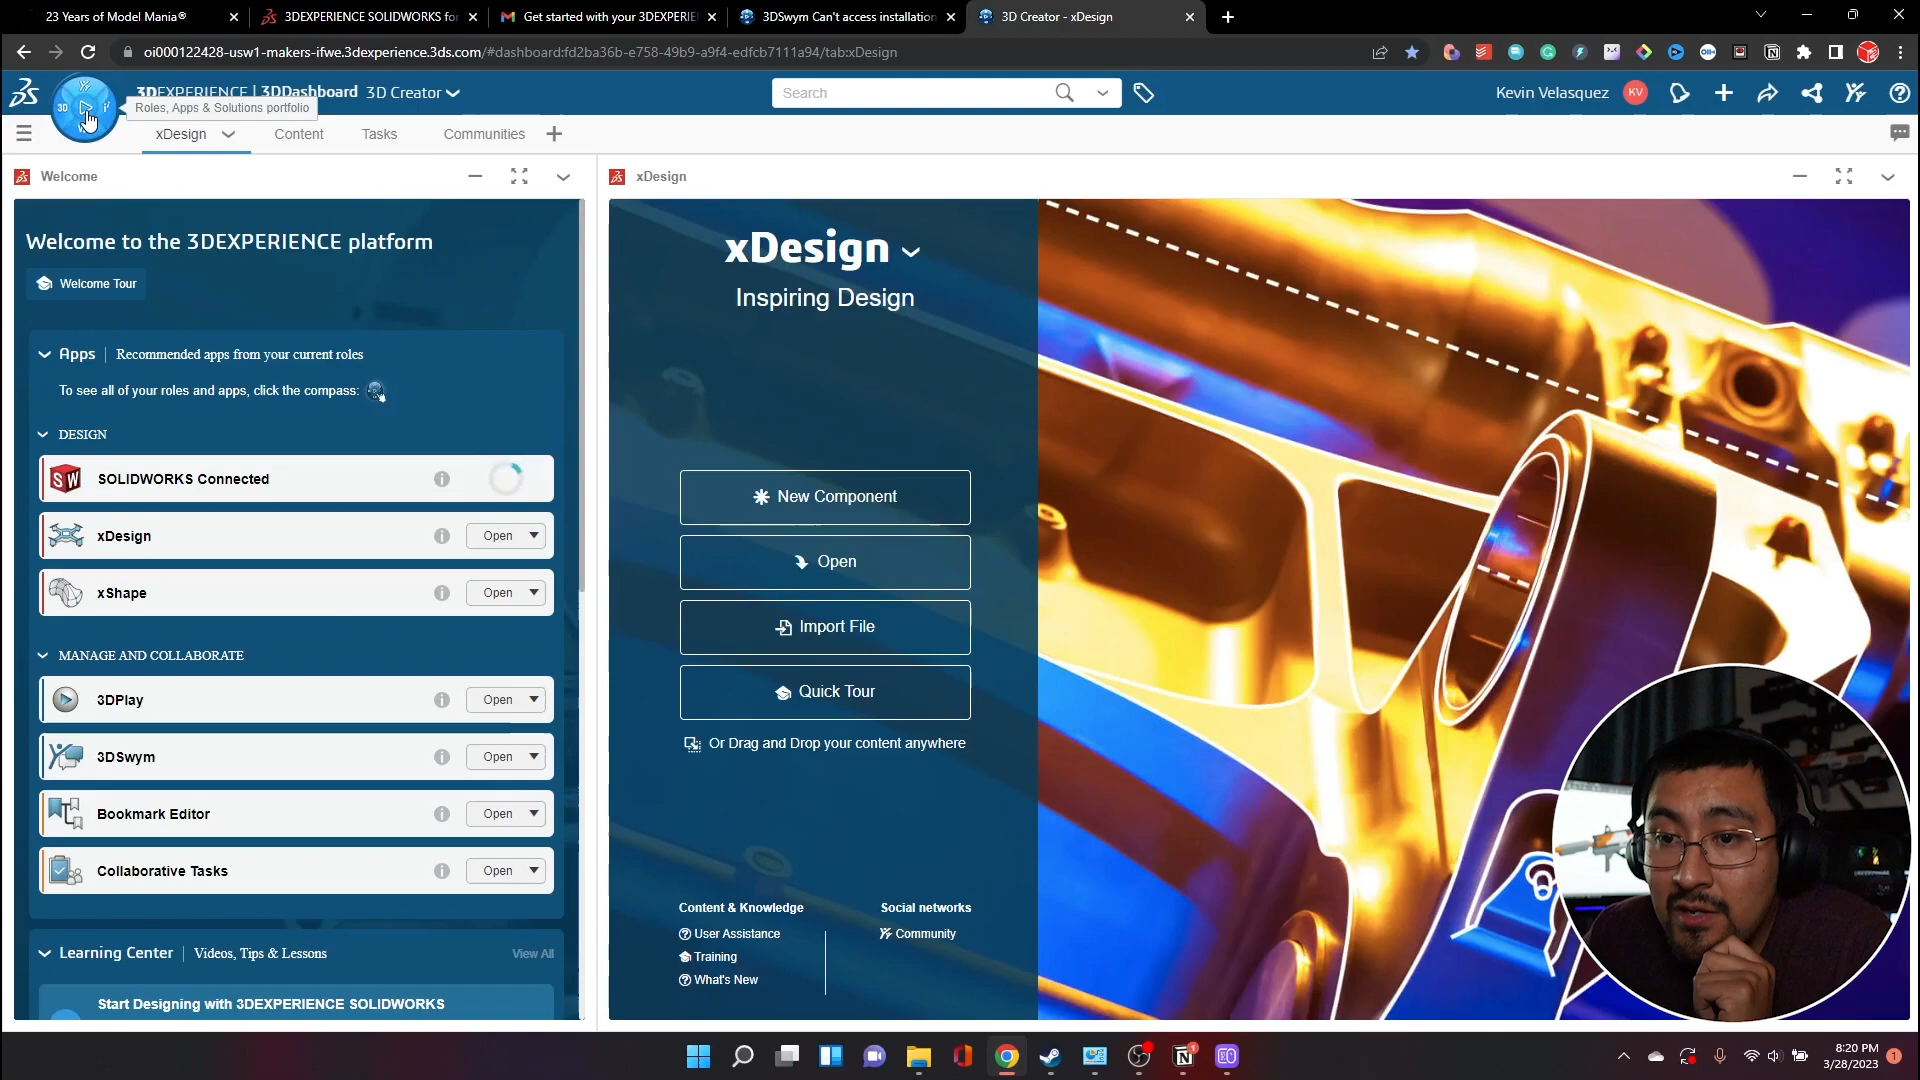 23 Years of Model Mania®
3DEXPERIENCE SOLIDWORKS for
Get started with your 3DEXPERIE
3DSwym Can't access installation
3D Creator - xDesign
oi000122428-usw1-makers-ifwe.3dexperience.3ds.com/#dashboard:fd2ba36b-e758-49b9-a9f4-edfcb7111a94/tab:xDesign
3DEXPERIENCE | 3DDashboard 3D Creator
Search
Kevin Velasquez KV
3D
Roles, Apps & Solutions portfolio
xDesign
Content
Tasks
Communities
Welcome
xDesign
Welcome to the 3DEXPERIENCE platform
Welcome Tour
Apps | Recommended apps from your current roles
To see all of your roles and apps, click the compass:
DESIGN
SOLIDWORKS Connected
xDesign Open
xShape Open
MANAGE AND COLLABORATE
3DPlay Open
3DSwym Open
Bookmark Editor Open
Collaborative Tasks Open
Learning Center | Videos, Tips & Lessons View All
Start Designing with 3DEXPERIENCE SOLIDWORKS
xDesign
Inspiring Design
New Component
Open
Import File
Quick Tour
Or Drag and Drop your content anywhere
Content & Knowledge
User Assistance
Training
What's New
Social networks
Community
8:20 PM
3/28/2023
1